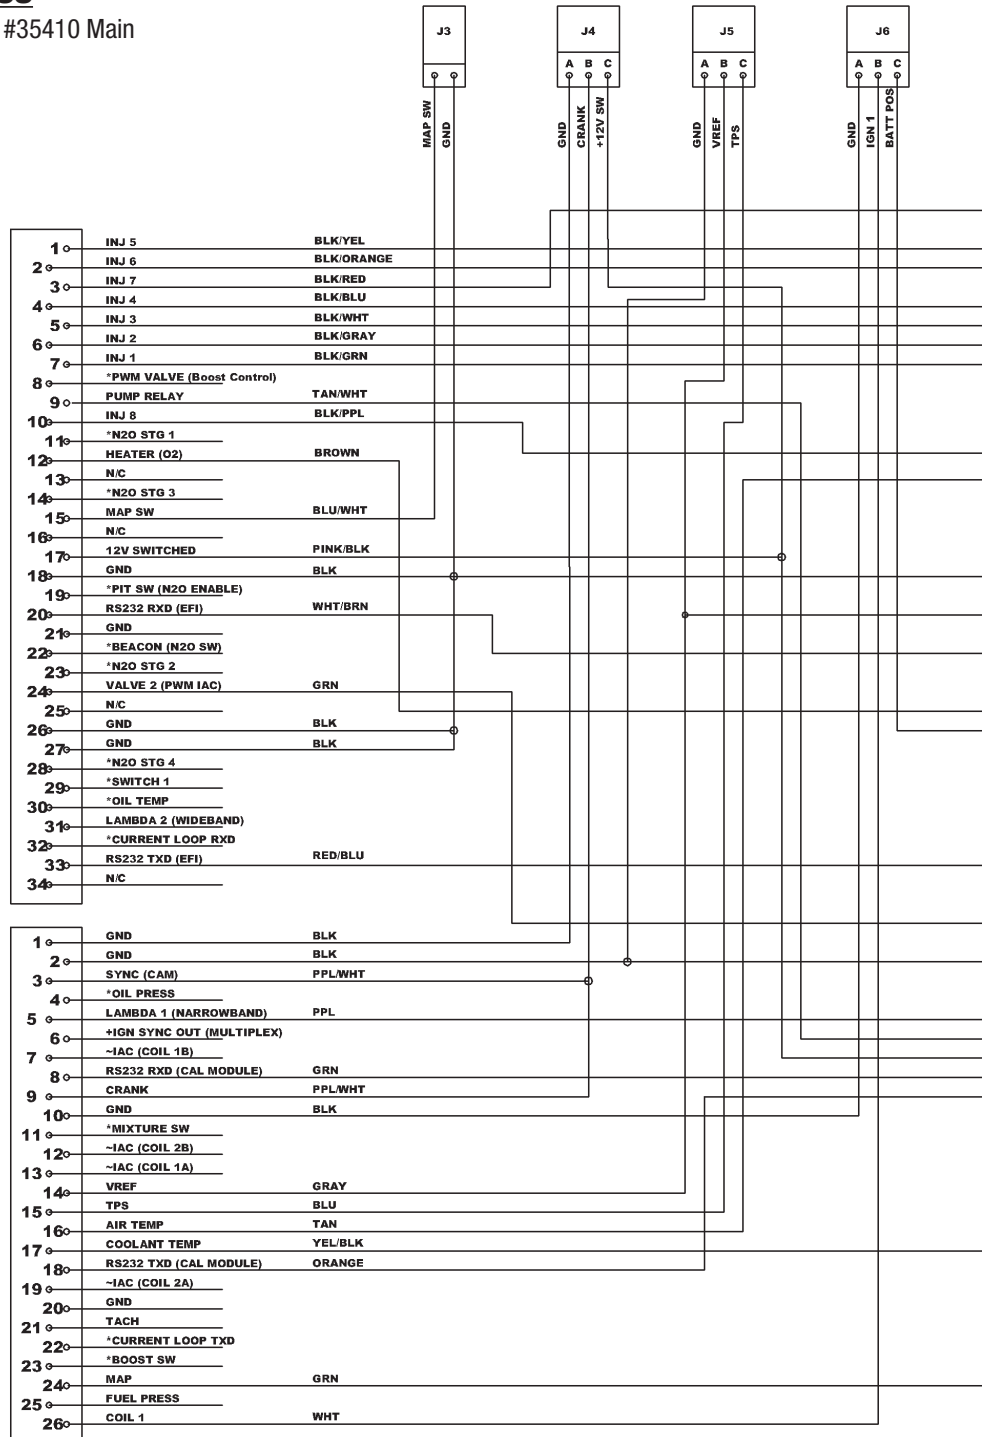 #35410 Main
J3
J4
J5
J6
A B C
A B C
A B C
MAP SW
GND
GND
CRANK
+12V SW
GND
VREF
TPS
GND
IGN 1
BATT POS
1 INJ 5 BLK/YEL
2 INJ 6 BLK/ORANGE
3 INJ 7 BLK/RED
4 INJ 4 BLK/BLU
5 INJ 3 BLK/WHT
6 INJ 2 BLK/GRAY
7 INJ 1 BLK/GRN
8 *PWM VALVE (Boost Control)
9 PUMP RELAY TAN/WHT
10 INJ 8 BLK/PPL
11 *N2O STG 1
12 HEATER (O2) BROWN
13 N/C
14 *N2O STG 3
15 MAP SW BLU/WHT
16 N/C
17 12V SWITCHED PINK/BLK
18 GND BLK
19 *PIT SW (N2O ENABLE)
20 RS232 RXD (EFI) WHT/BRN
21 GND
22 *BEACON (N2O SW)
23 *N2O STG 2
24 VALVE 2 (PWM IAC) GRN
25 N/C
26 GND BLK
27 GND BLK
28 *N2O STG 4
29 *SWITCH 1
30 *OIL TEMP
31 LAMBDA 2 (WIDEBAND)
32 *CURRENT LOOP RXD
33 RS232 TXD (EFI) RED/BLU
34 N/C
1 GND BLK
2 GND BLK
3 SYNC (CAM) PPL/WHT
4 *OIL PRESS
5 LAMBDA 1 (NARROWBAND) PPL
6 +IGN SYNC OUT (MULTIPLEX)
7 ~IAC (COIL 1B)
8 RS232 RXD (CAL MODULE) GRN
9 CRANK PPL/WHT
10 GND BLK
11 *MIXTURE SW
12 ~IAC (COIL 2B)
13 ~IAC (COIL 1A)
14 VREF GRAY
15 TPS BLU
16 AIR TEMP TAN
17 COOLANT TEMP YEL/BLK
18 RS232 TXD (CAL MODULE) ORANGE
19 ~IAC (COIL 2A)
20 GND
21 TACH
22 *CURRENT LOOP TXD
23 *BOOST SW
24 MAP GRN
25 FUEL PRESS
26 COIL 1 WHT